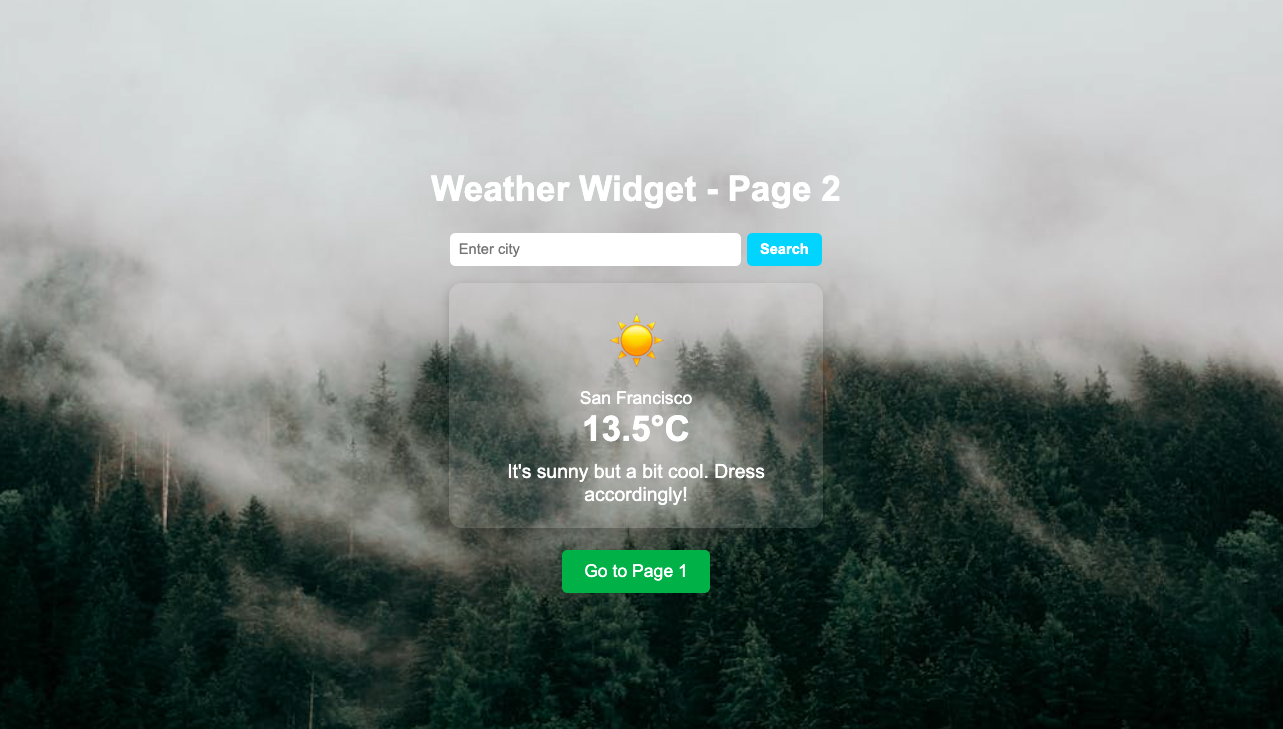 Weather Widget - Page 2
Enter city
Search
San Francisco
13.5°C
It's sunny but a bit cool. Dress
accordingly!
Go to Page 1